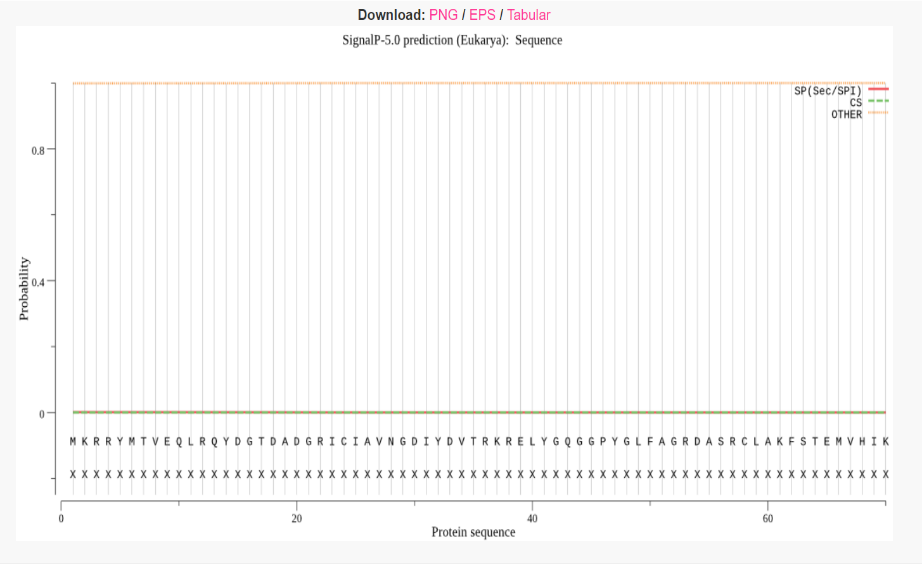 Download: PNG / EPS / Tabular
SignalP-5.0 prediction (Eukarya): Sequence
SP(Sec/SPI)
CS
OTHER
0.8
0.4
0
Probability
M K R R Y M T V E Q L R Q Y D G T D A D G R I C I A V N G D I Y D V T R K R E L Y G Q G G P Y G L F A G R D A S R C L A K F S T E M V H I K
X X X X X X X X X X X X X X X X X X X X X X X X X X X X X X X X X X X X X X X X X X X X X X X X X X X X X X X X X X X X X X X X X X X X X X
0 20 40 60
Protein sequence